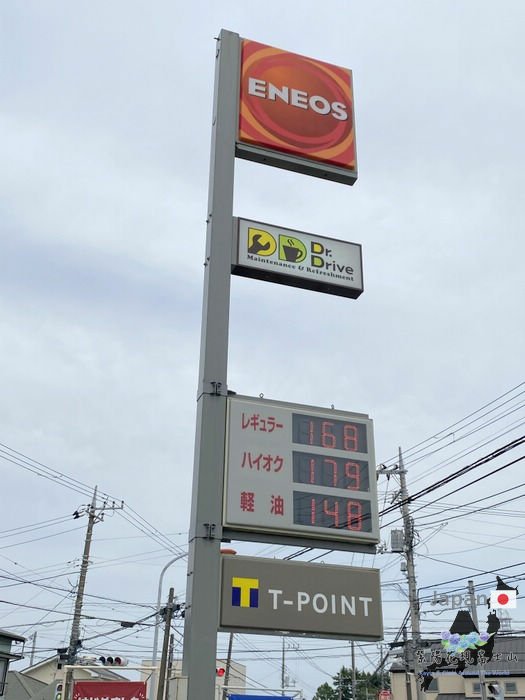 ENEOS
Dr.
Drive
Maintenance & Refreshment
レギュラー 168
ハイオク 179
軽油 148
T-POINT
Japan